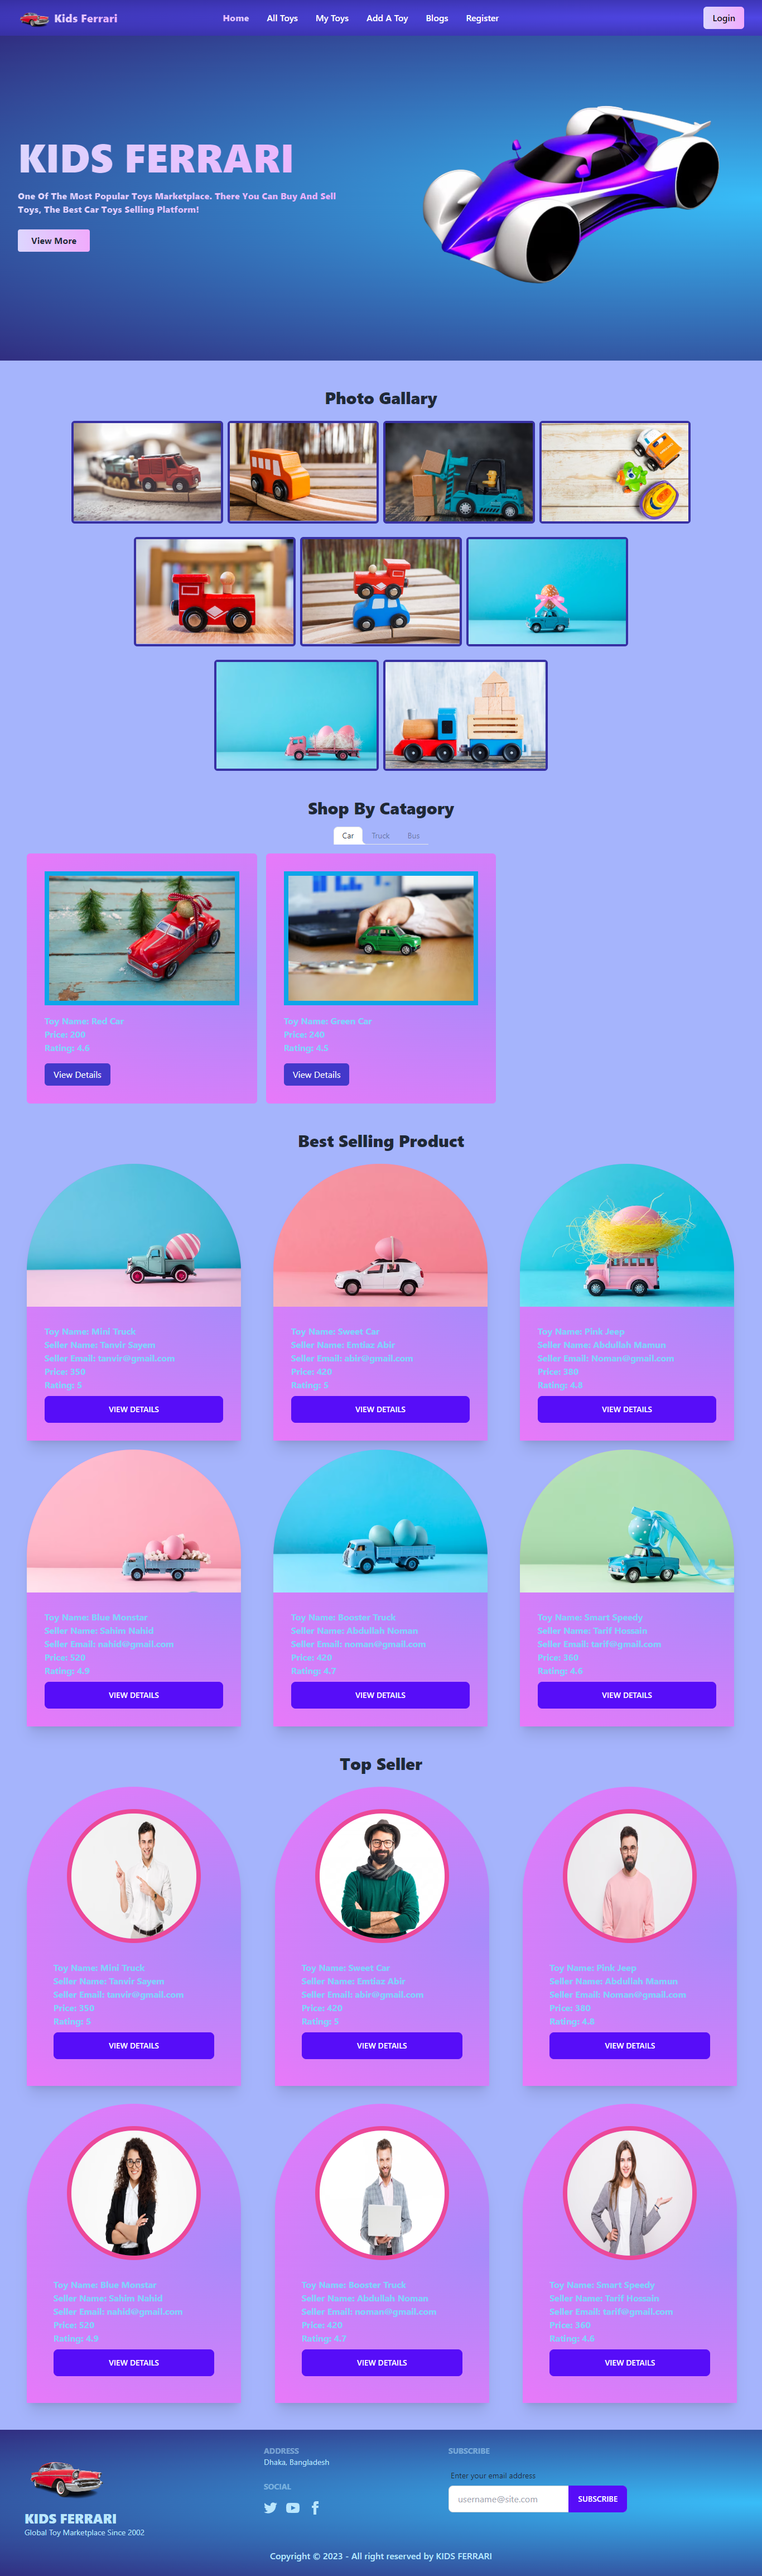 Kids Ferrari
Home
All Toys
My Toys
Add A Toy
Blogs
Register
Login
KIDS FERRARI
One Of The Most Popular Toys Marketplace. There You Can Buy And Sell
Toys, The Best Car Toys Selling Platform!
View More
Photo Gallary
Shop By Catagory
Car
Truck
Bus
Toy Name: Red Car
Price: 200
Rating: 4.6
View Details
Toy Name: Green Car
Price: 240
Rating: 4.5
View Details
Best Selling Product
Toy Name: Mini Truck
Seller Name: Tanvir Sayem
Seller Email: tanvir@gmail.com
Price: 350
Rating: 5
VIEW DETAILS
Toy Name: Sweet Car
Seller Name: Emtiaz Abir
Seller Email: abir@gmail.com
Price: 420
Rating: 5
VIEW DETAILS
Toy Name: Pink Jeep
Seller Name: Abdullah Mamun
Seller Email: Noman@gmail.com
Price: 380
Rating: 4.8
VIEW DETAILS
Toy Name: Blue Monstar
Seller Name: Sahim Nahid
Seller Email: nahid@gmail.com
Price: 520
Rating: 4.9
VIEW DETAILS
Toy Name: Booster Truck
Seller Name: Abdullah Noman
Seller Email: noman@gmail.com
Price: 420
Rating: 4.7
VIEW DETAILS
Toy Name: Smart Speedy
Seller Name: Tarif Hossain
Seller Email: tarif@gmail.com
Price: 360
Rating: 4.6
VIEW DETAILS
Top Seller
Toy Name: Mini Truck
Seller Name: Tanvir Sayem
Seller Email: tanvir@gmail.com
Price: 350
Rating: 5
VIEW DETAILS
Toy Name: Sweet Car
Seller Name: Emtiaz Abir
Seller Email: abir@gmail.com
Price: 420
Rating: 5
VIEW DETAILS
Toy Name: Pink Jeep
Seller Name: Abdullah Mamun
Seller Email: Noman@gmail.com
Price: 380
Rating: 4.8
VIEW DETAILS
Toy Name: Blue Monstar
Seller Name: Sahim Nahid
Seller Email: nahid@gmail.com
Price: 520
Rating: 4.9
VIEW DETAILS
Toy Name: Booster Truck
Seller Name: Abdullah Noman
Seller Email: noman@gmail.com
Price: 420
Rating: 4.7
VIEW DETAILS
Toy Name: Smart Speedy
Seller Name: Tarif Hossain
Seller Email: tarif@gmail.com
Price: 360
Rating: 4.6
VIEW DETAILS
KIDS FERRARI
Global Toy Marketplace Since 2002
ADDRESS
Dhaka, Bangladesh
SOCIAL
SUBSCRIBE
Enter your email address
username@site.com
SUBSCRIBE
Copyright © 2023 - All right reserved by KIDS FERRARI